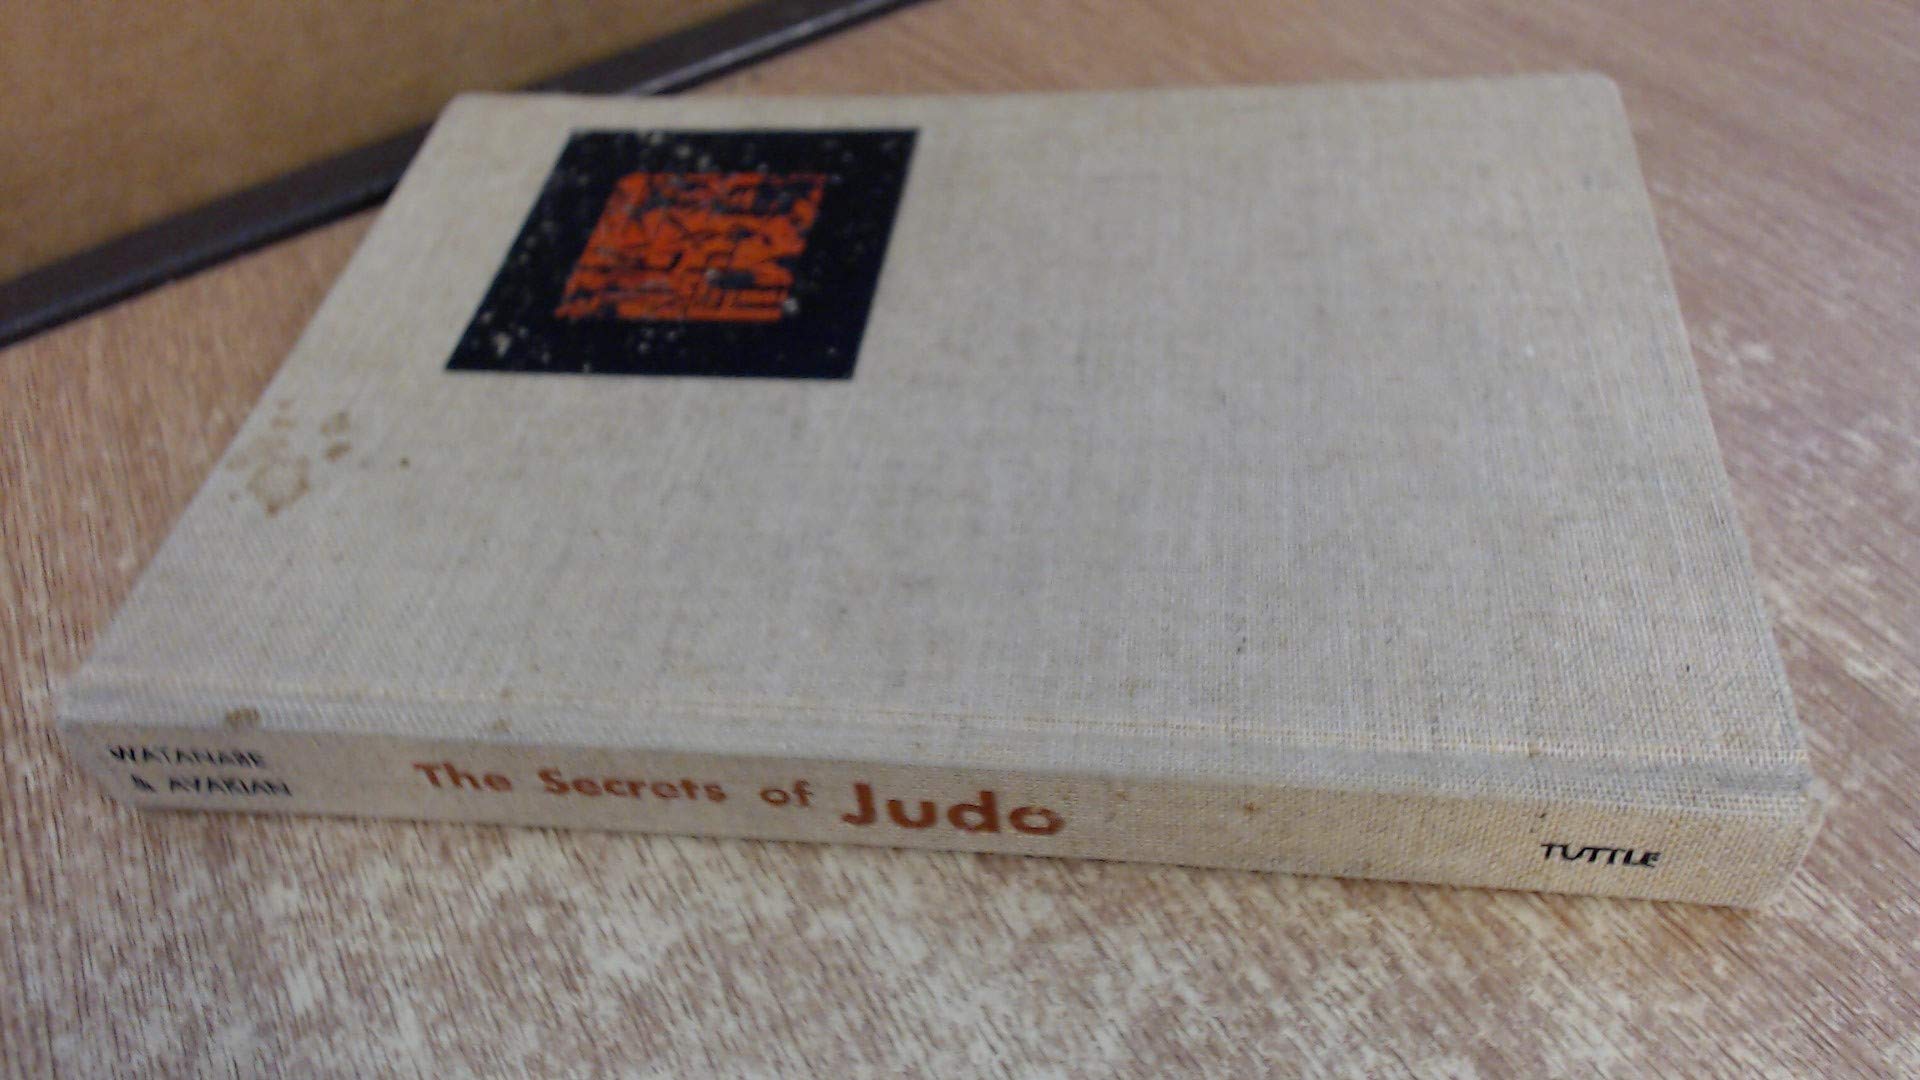 WATANABE
& AVAKIAN
The Secrets of Judo
TUTTLE